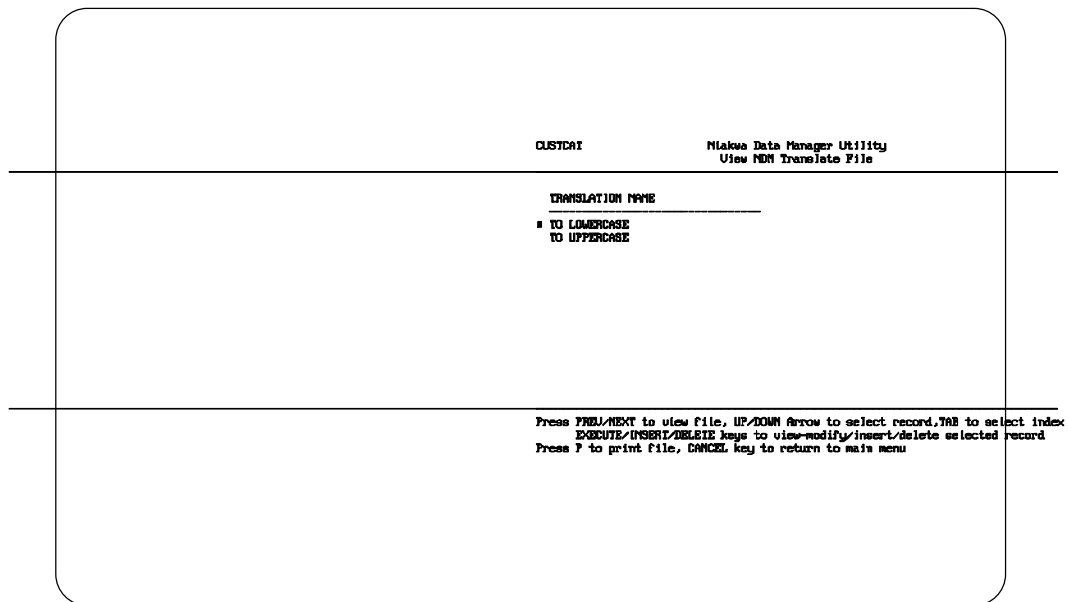 CUSTCAT Niakwa Data Manager Utility
View NDM Translate File
TRANSLATION NAME
TO LOWERCASE
TO UPPERCASE
Press PREV/NEXT to view file, UP/DOWN Arrow to select record,TAB to select index
EXECUTE/INSERT/DELETE keys to view-modify/insert/delete selected record
Press P to print file, CANCEL key to return to main menu